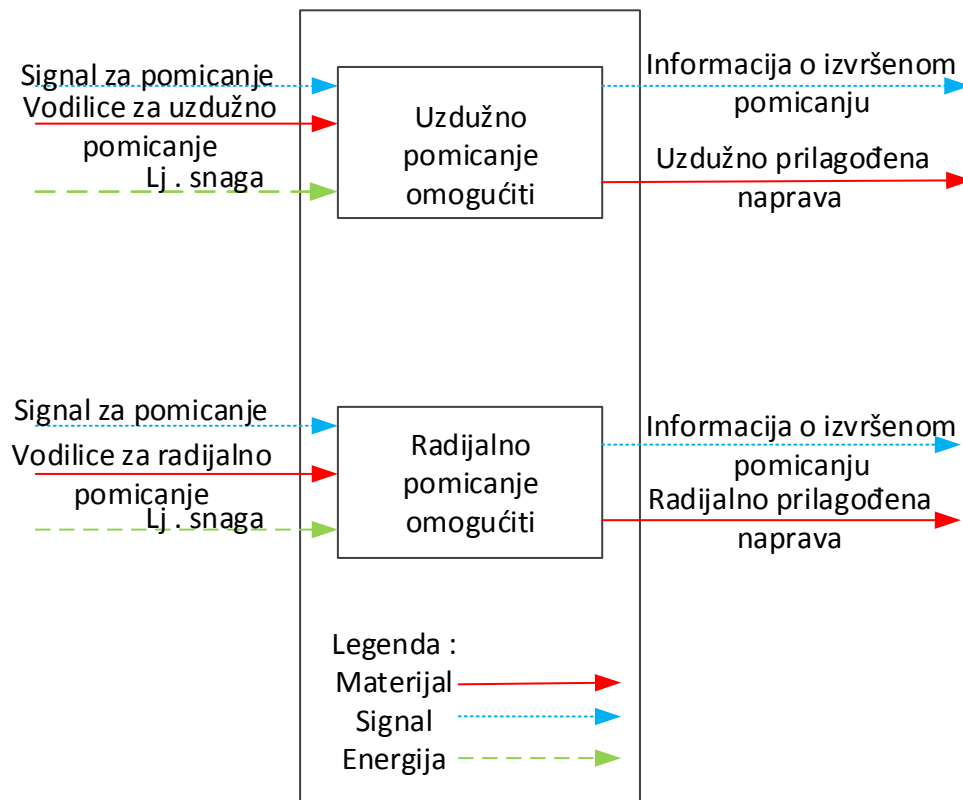 Signal za pomicanje
Vodilice za uzdužno
pomicanje
Lj . snaga
Uzdužno
pomicanje
omogućiti
Informacija o izvršenom
pomicanju
Uzdužno prilagođena
naprava
Signal za pomicanje
Vodilice za radijalno
pomicanje
Lj . snaga
Radijalno
pomicanje
omogućiti
Informacija o izvršenom
pomicanju
Radijalno prilagođena
naprava
Legenda :
Materijal
Signal
Energija